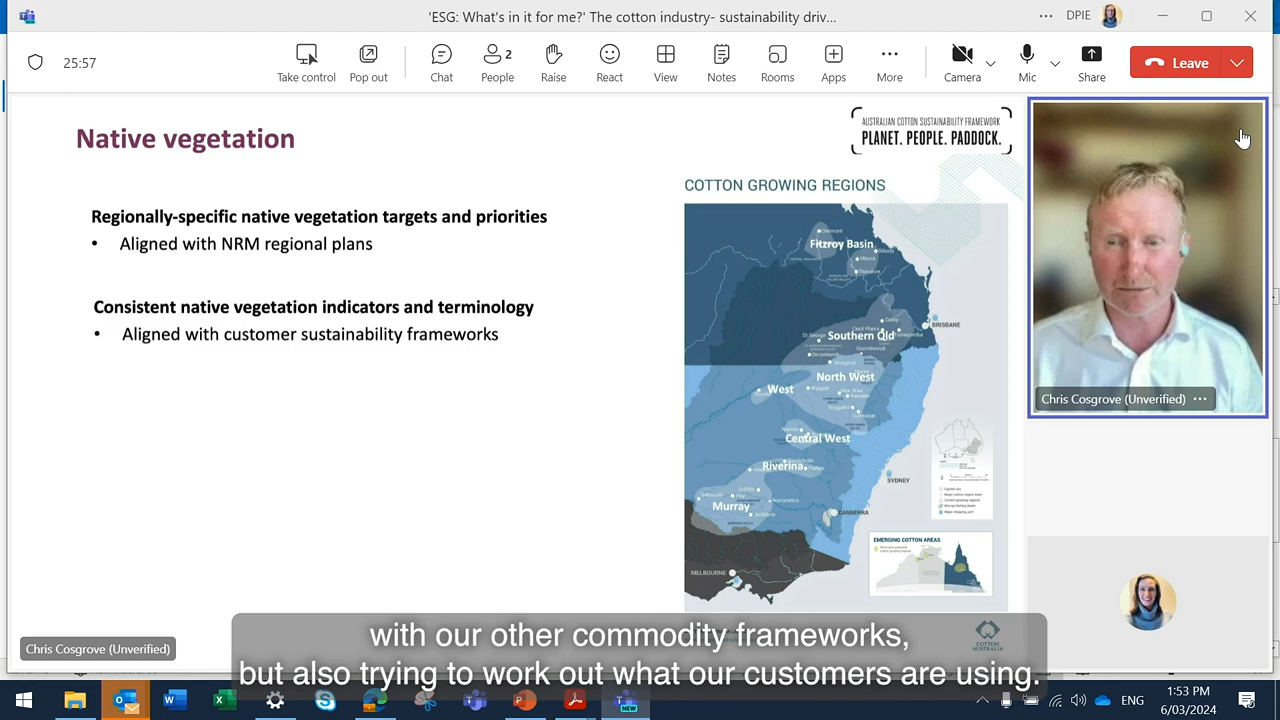 'ESG: What's in it for me?' The cotton industry- sustainability driv...
DPIE
25:57
Take control
Pop out
Chat
2
People
Raise
React
View
Notes
Rooms
Apps
More
Camera
Mic
Share
Leave
Native vegetation
AUSTRALIAN COTTON SUSTAINABILITY FRAMEWORK
PLANET. PEOPLE. PADDOCK.
Regionally-specific native vegetation targets and priorities
• Aligned with NRM regional plans
Consistent native vegetation indicators and terminology
• Aligned with customer sustainability frameworks
COTTON GROWING REGIONS
Fitzroy Basin
Southern Qld
BRISBANE
North West
West
Central West
Riverina
SYDNEY
Murray
CANBERRA
MELBOURNE
EMERGING COTTON AREAS
COTTON
AUSTRALIA
Chris Cosgrove (Unverified)
Chris Cosgrove (Unverified)
with our other commodity frameworks,
but also trying to work out what our customers are using.
NEW
ENG
1:53 PM
6/03/2024